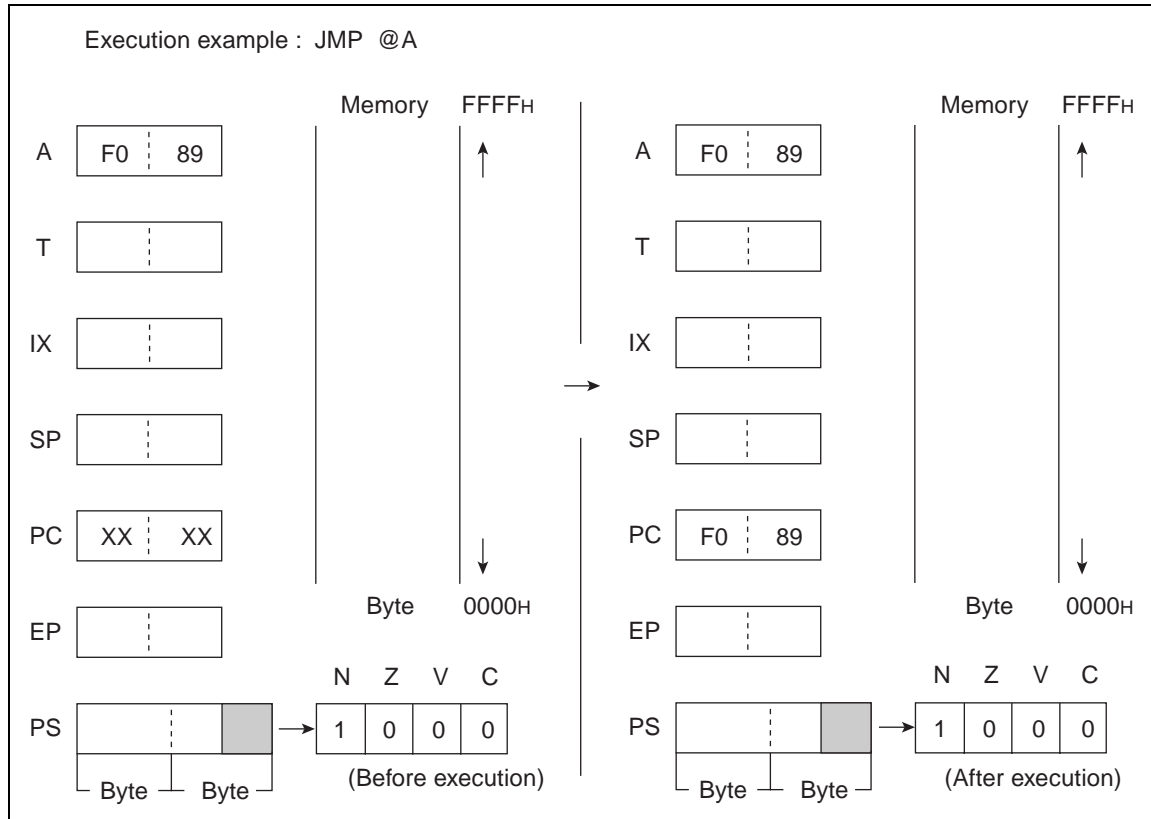 Execution example : JMP @A
Memory FFFFH
A F0 89
T
IX
SP
PC XX XX
EP
Byte 0000H
N Z V C
PS 1 0 0 0
Byte Byte (Before execution)
Memory FFFFH
A F0 89
T
IX
SP
PC F0 89
EP
Byte 0000H
N Z V C
PS 1 0 0 0
Byte Byte (After execution)